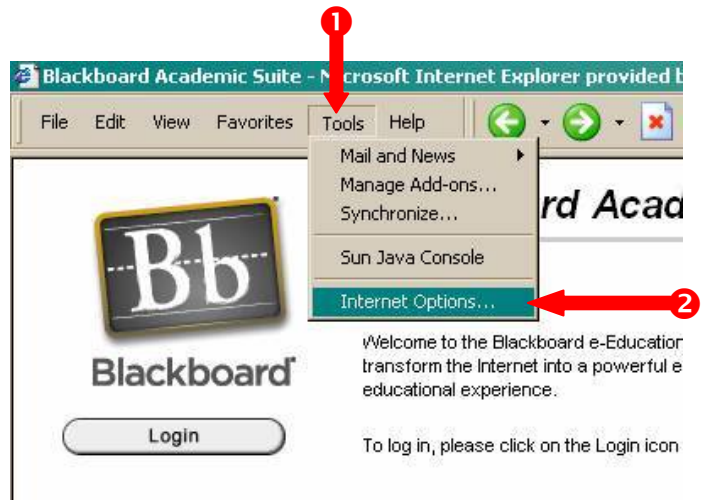 1
Blackboard Academic Suite - Microsoft Internet Explorer provided b
File Edit View Favorites Tools Help
Mail and News
Manage Add-ons...
Synchronize...
Sun Java Console
Internet Options...
2
rd Acad
Bb
Blackboard
Login
Welcome to the Blackboard e-Education
transform the Internet into a powerful e
educational experience.
To log in, please click on the Login icon